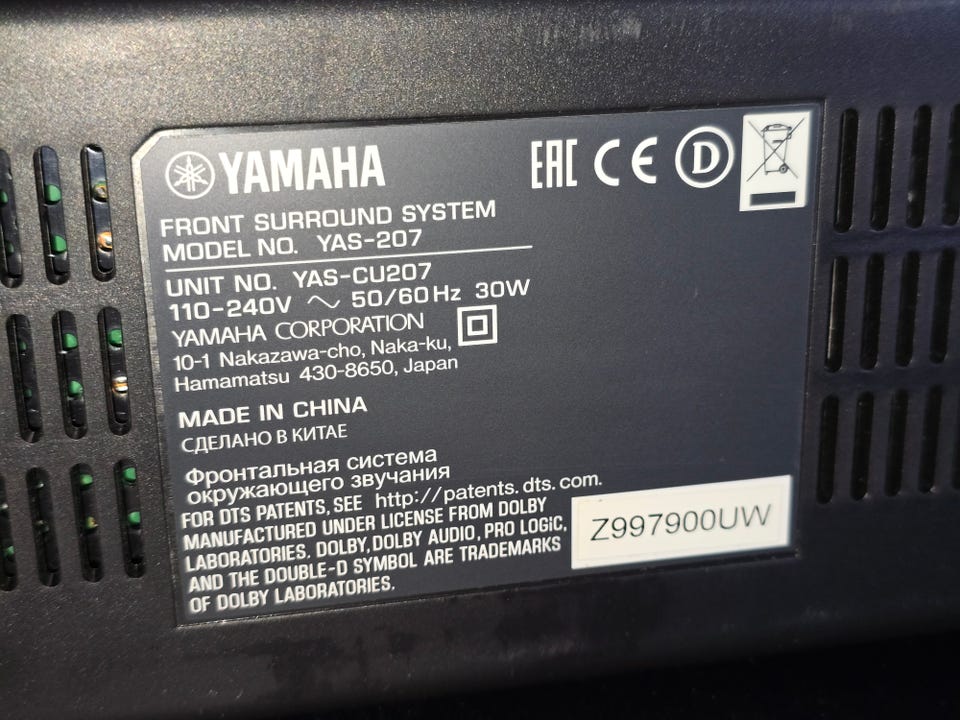 YAMAHA
EAC CE D
FRONT SURROUND SYSTEM
MODEL NO. YAS-207
UNIT NO. YAS-CU207
110-240V ~ 50/60Hz 30W
YAMAHA CORPORATION
10-1 Nakazawa-cho, Naka-ku,
Hamamatsu 430-8650, Japan
MADE IN CHINA
СДЕЛАНО В КИТАЕ
Фронтальная система
окружающего звучания
FOR DTS PATENTS, SEE http://patents.dts.com.
MANUFACTURED UNDER LICENSE FROM DOLBY
LABORATORIES. DOLBY, DOLBY AUDIO, PRO LOGIC,
AND THE DOUBLE-D SYMBOL ARE TRADEMARKS
OF DOLBY LABORATORIES.
Z997900UW